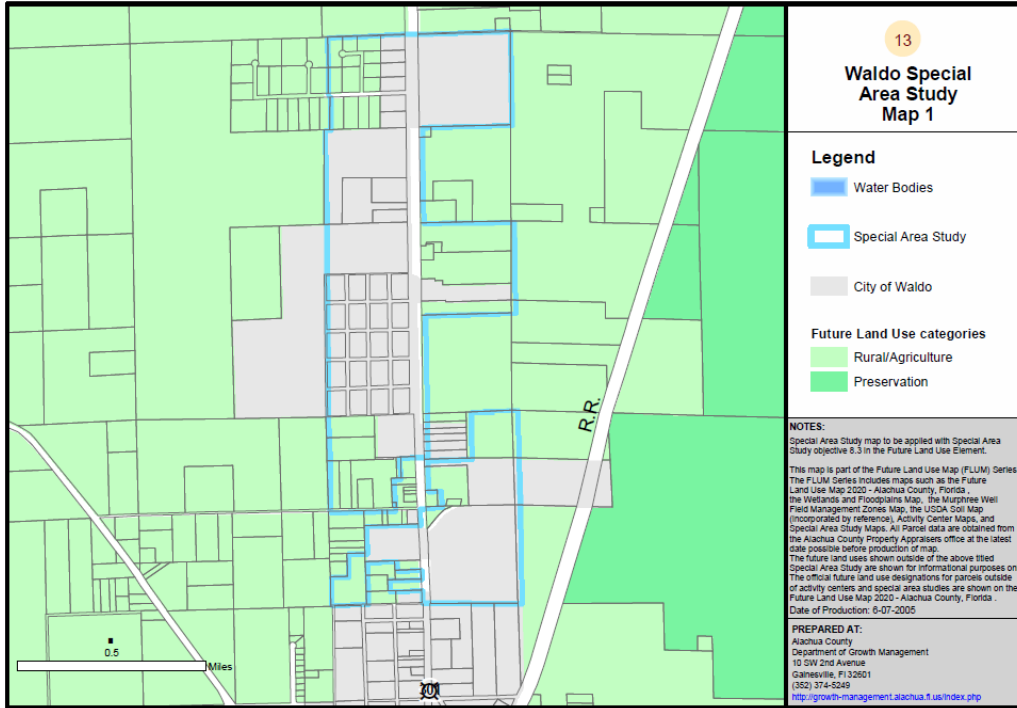 13
Waldo Special
Area Study
Map 1
Legend
Water Bodies
Special Area Study
City of Waldo
Future Land Use categories
Rural/Agriculture
Preservation
NOTES:
Special Area Study map to be applied with Special Area
Study objective 8.3 in the Future Land Use Element.
This map is part of the Future Land Use Map (FLUM) Series
The FLUM Series includes maps such as the Future
Land Use Map 2020 - Alachua County, Florida ,
the Wetlands and Floodplains Map, the Murphree Well
Field Management Zones Map, the USDA Soil Map
(incorporated by reference), Activity Center Maps, and
Special Area Study Maps. All Parcel data are obtained from
the Alachua County Property Appraisers office at the latest
date possible before production of map.
The future land uses shown outside of the above titled
Special Area Study are shown for informational purposes on
The official future land use designations for parcels outside
of activity centers and special area studies are shown on the
Future Land Use Map 2020 - Alachua County, Florida .
Date of Production: 6-07-2005
PREPARED AT:
Alachua County
Department of Growth Management
10 SW 2nd Avenue
Gainesville, Fl 32601
(352) 374-5249
http://growth-management.alachua.fl.us/index.php
R.R.
0.5
Miles